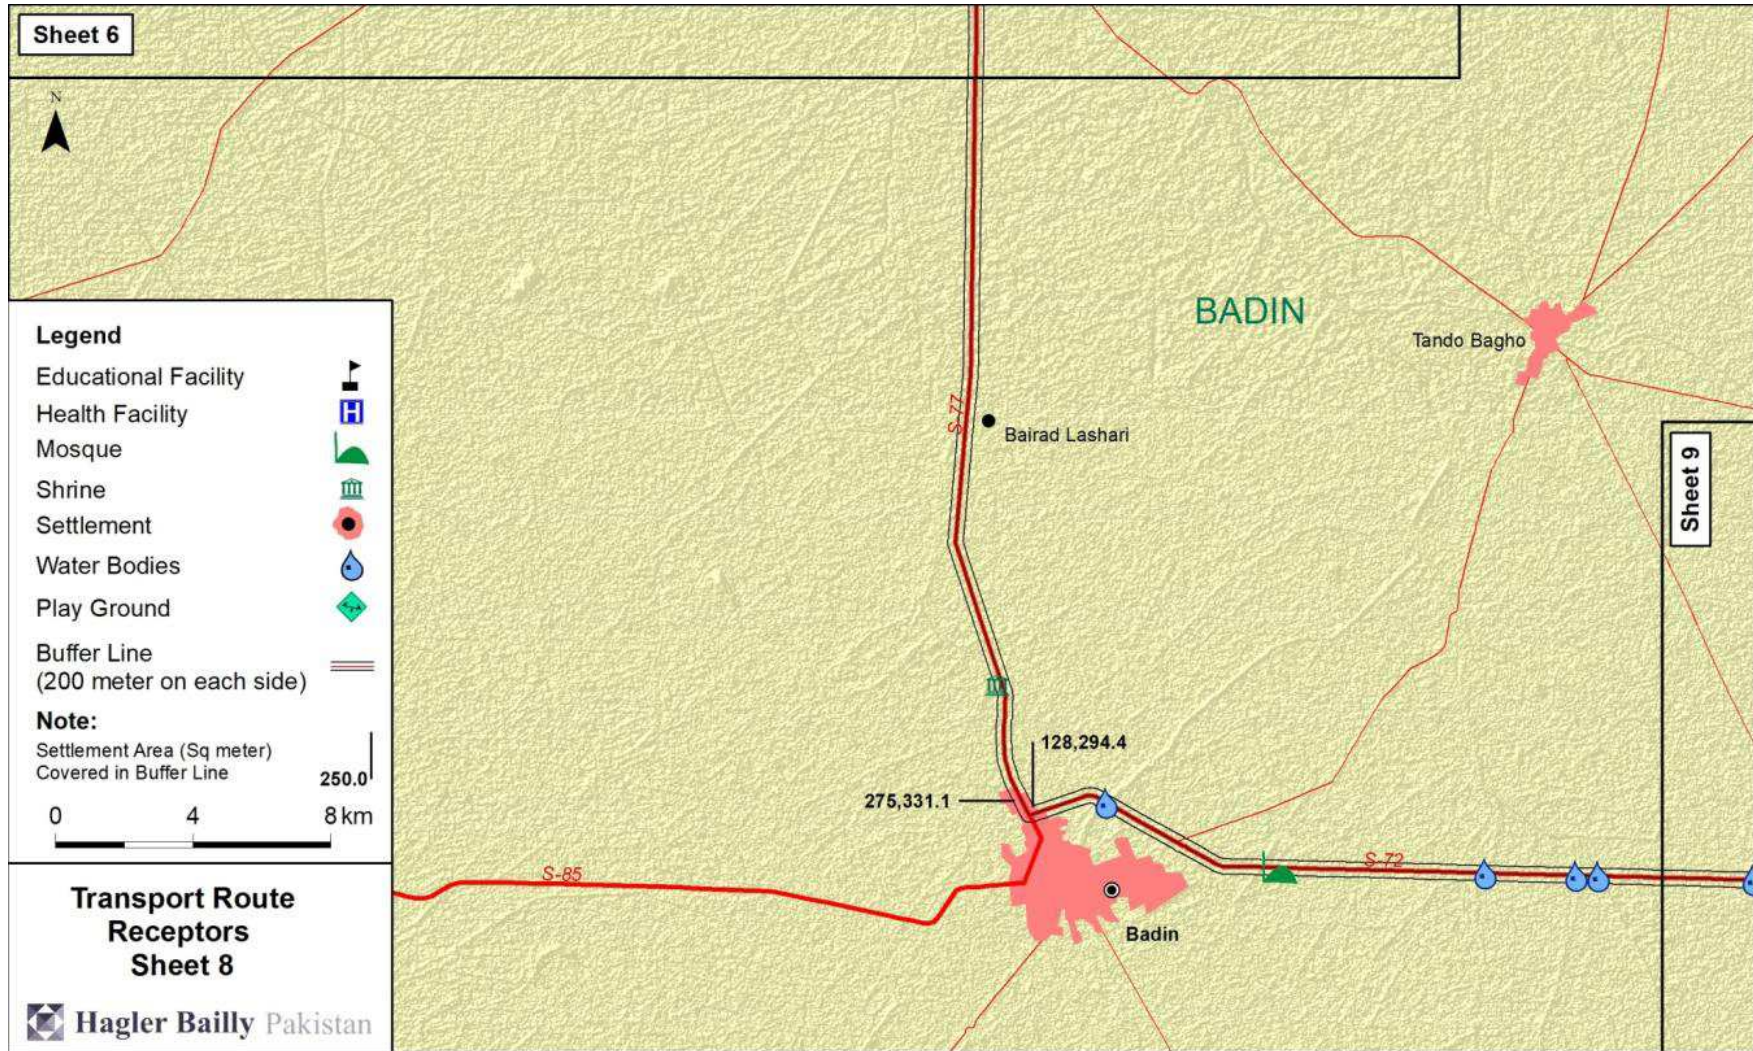 Sheet 6
N
BADIN
Tando Bagho
S-77
Bairad Lashari
Sheet 9
Legend
Educational Facility
H
Health Facility
Mosque
Shrine
Settlement
Water Bodies
Play Ground
Buffer Line
(200 meter on each side)
Note:
Settlement Area (Sq meter)
Covered in Buffer Line
250.0
0 4 8 km
128,294.4
275,331.1
S-72
S-85
Badin
Transport Route
Receptors
Sheet 8
Hagler Bailly Pakistan